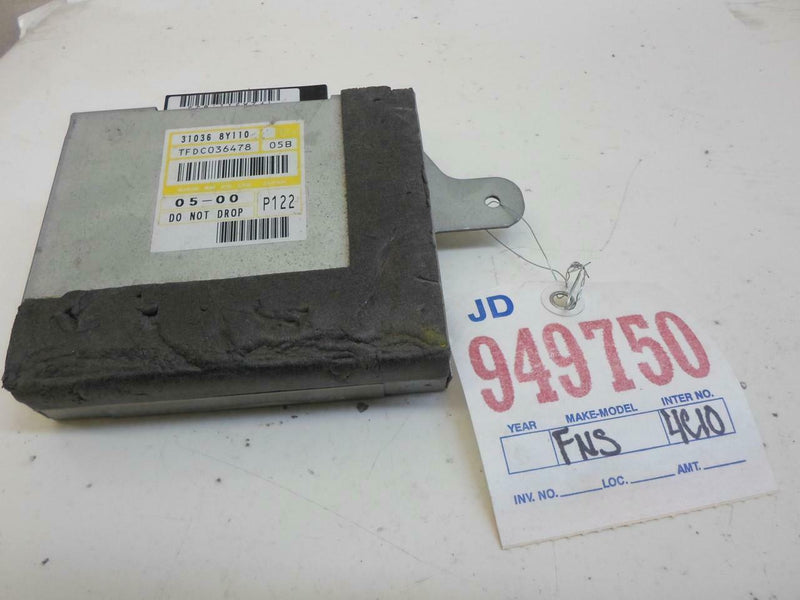 31036 8Y110
TFDC036478 05B
05-00 P122
DO NOT DROP
JD
949750
YEAR MAKE-MODEL INTER NO.
FNS 4C10
INV. NO. LOC. AMT.